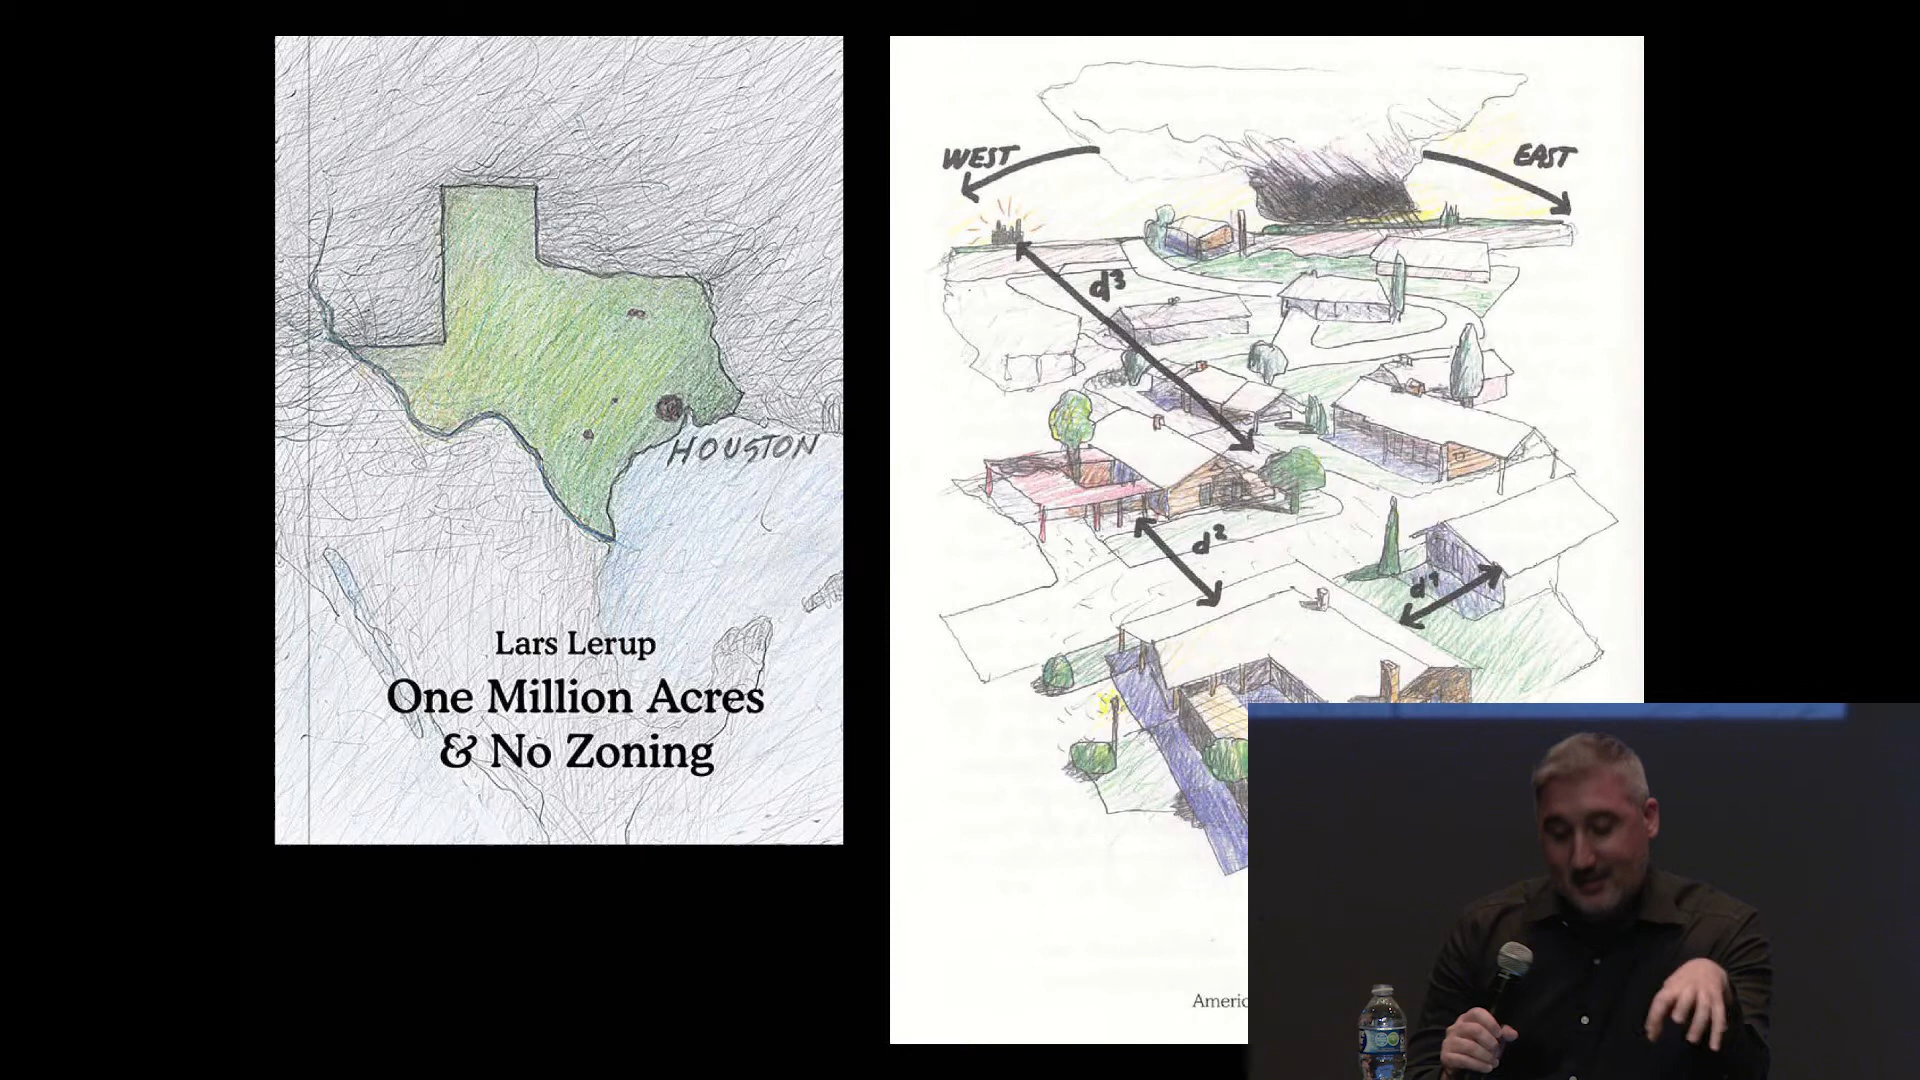 HOUSTON
Lars Lerup
One Million Acres
& No Zoning
WEST
EAST
d³
d²
d¹
Americ